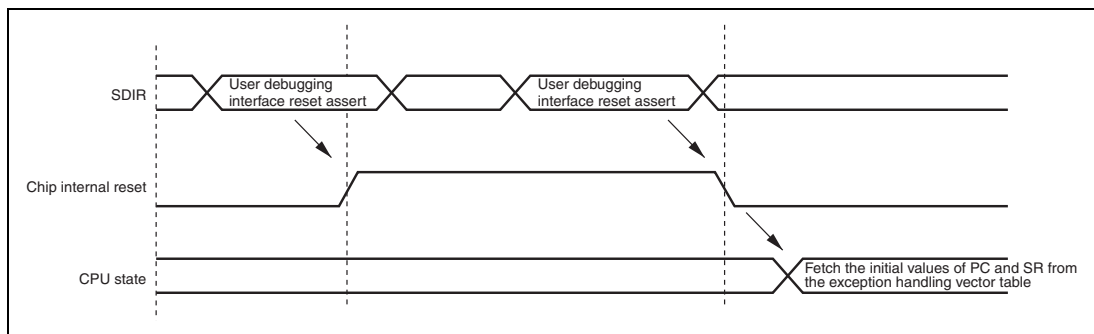 SDIR
User debugging
interface reset assert
User debugging
interface reset assert
Chip internal reset
CPU state
Fetch the initial values of PC and SR from
the exception handling vector table